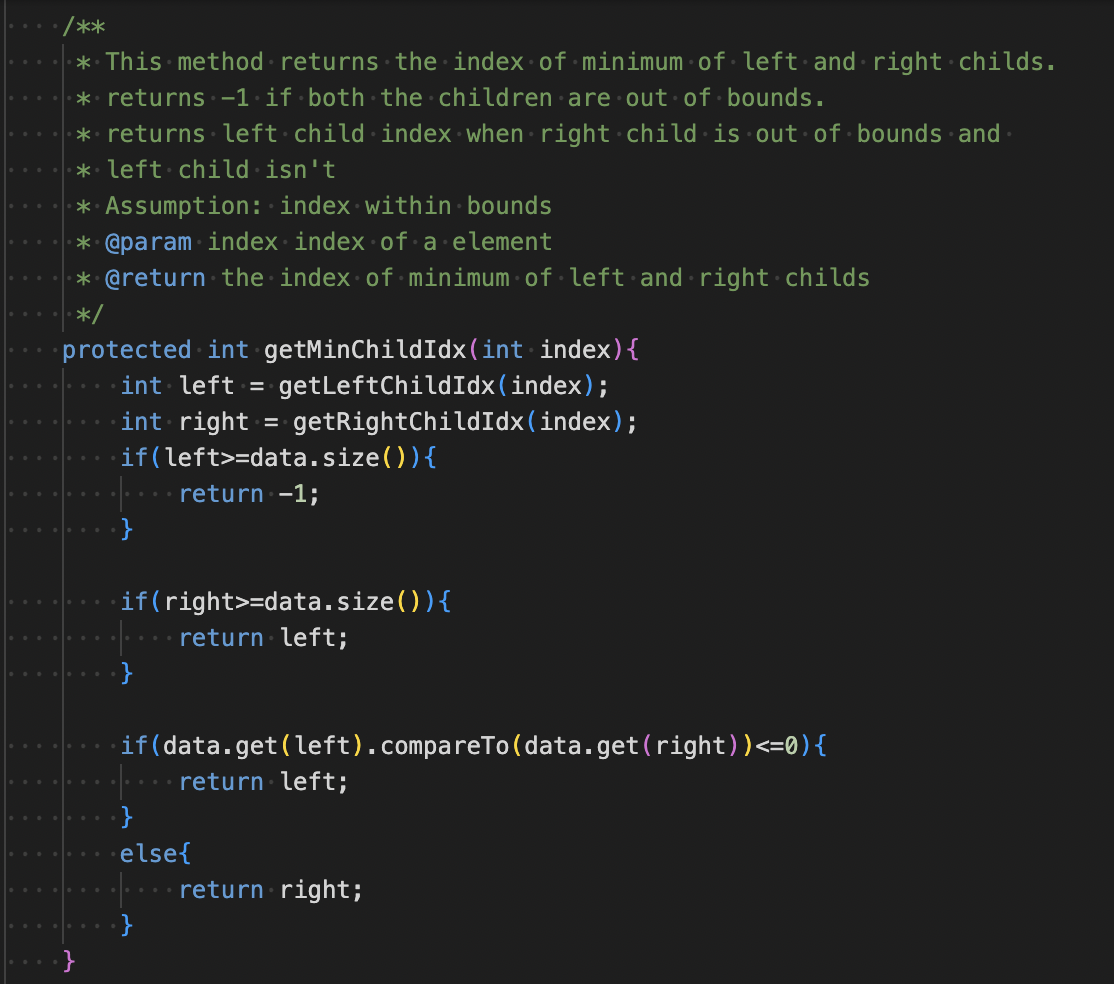 /**
 * This method returns the index of minimum of left and right childs.
 * returns -1 if both the children are out of bounds.
 * returns left child index when right child is out of bounds and
 * left child isn't
 * Assumption: index within bounds
 * @param index index of a element
 * @return the index of minimum of left and right childs
 */
protected int getMinChildIdx(int index){
    int left = getLeftChildIdx(index);
    int right = getRightChildIdx(index);
    if(left>=data.size()){
        return -1;
    }

    if(right>=data.size()){
        return left;
    }

    if(data.get(left).compareTo(data.get(right))<=0){
        return left;
    }
    else{
        return right;
    }
}